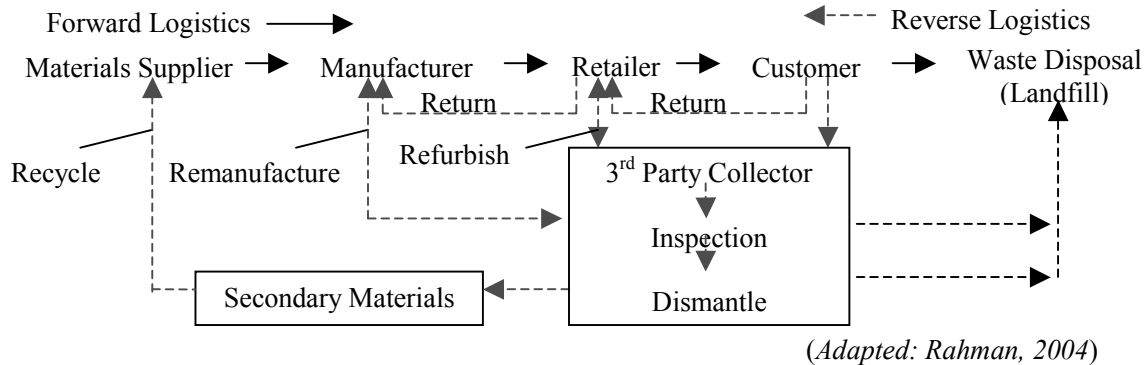 Forward Logistics
Reverse Logistics
Materials Supplier
Manufacturer
Retailer
Customer
Waste Disposal
(Landfill)
Return
Return
Recycle
Remanufacture
Refurbish
3rd Party Collector
Inspection
Dismantle
Secondary Materials
(Adapted: Rahman, 2004)